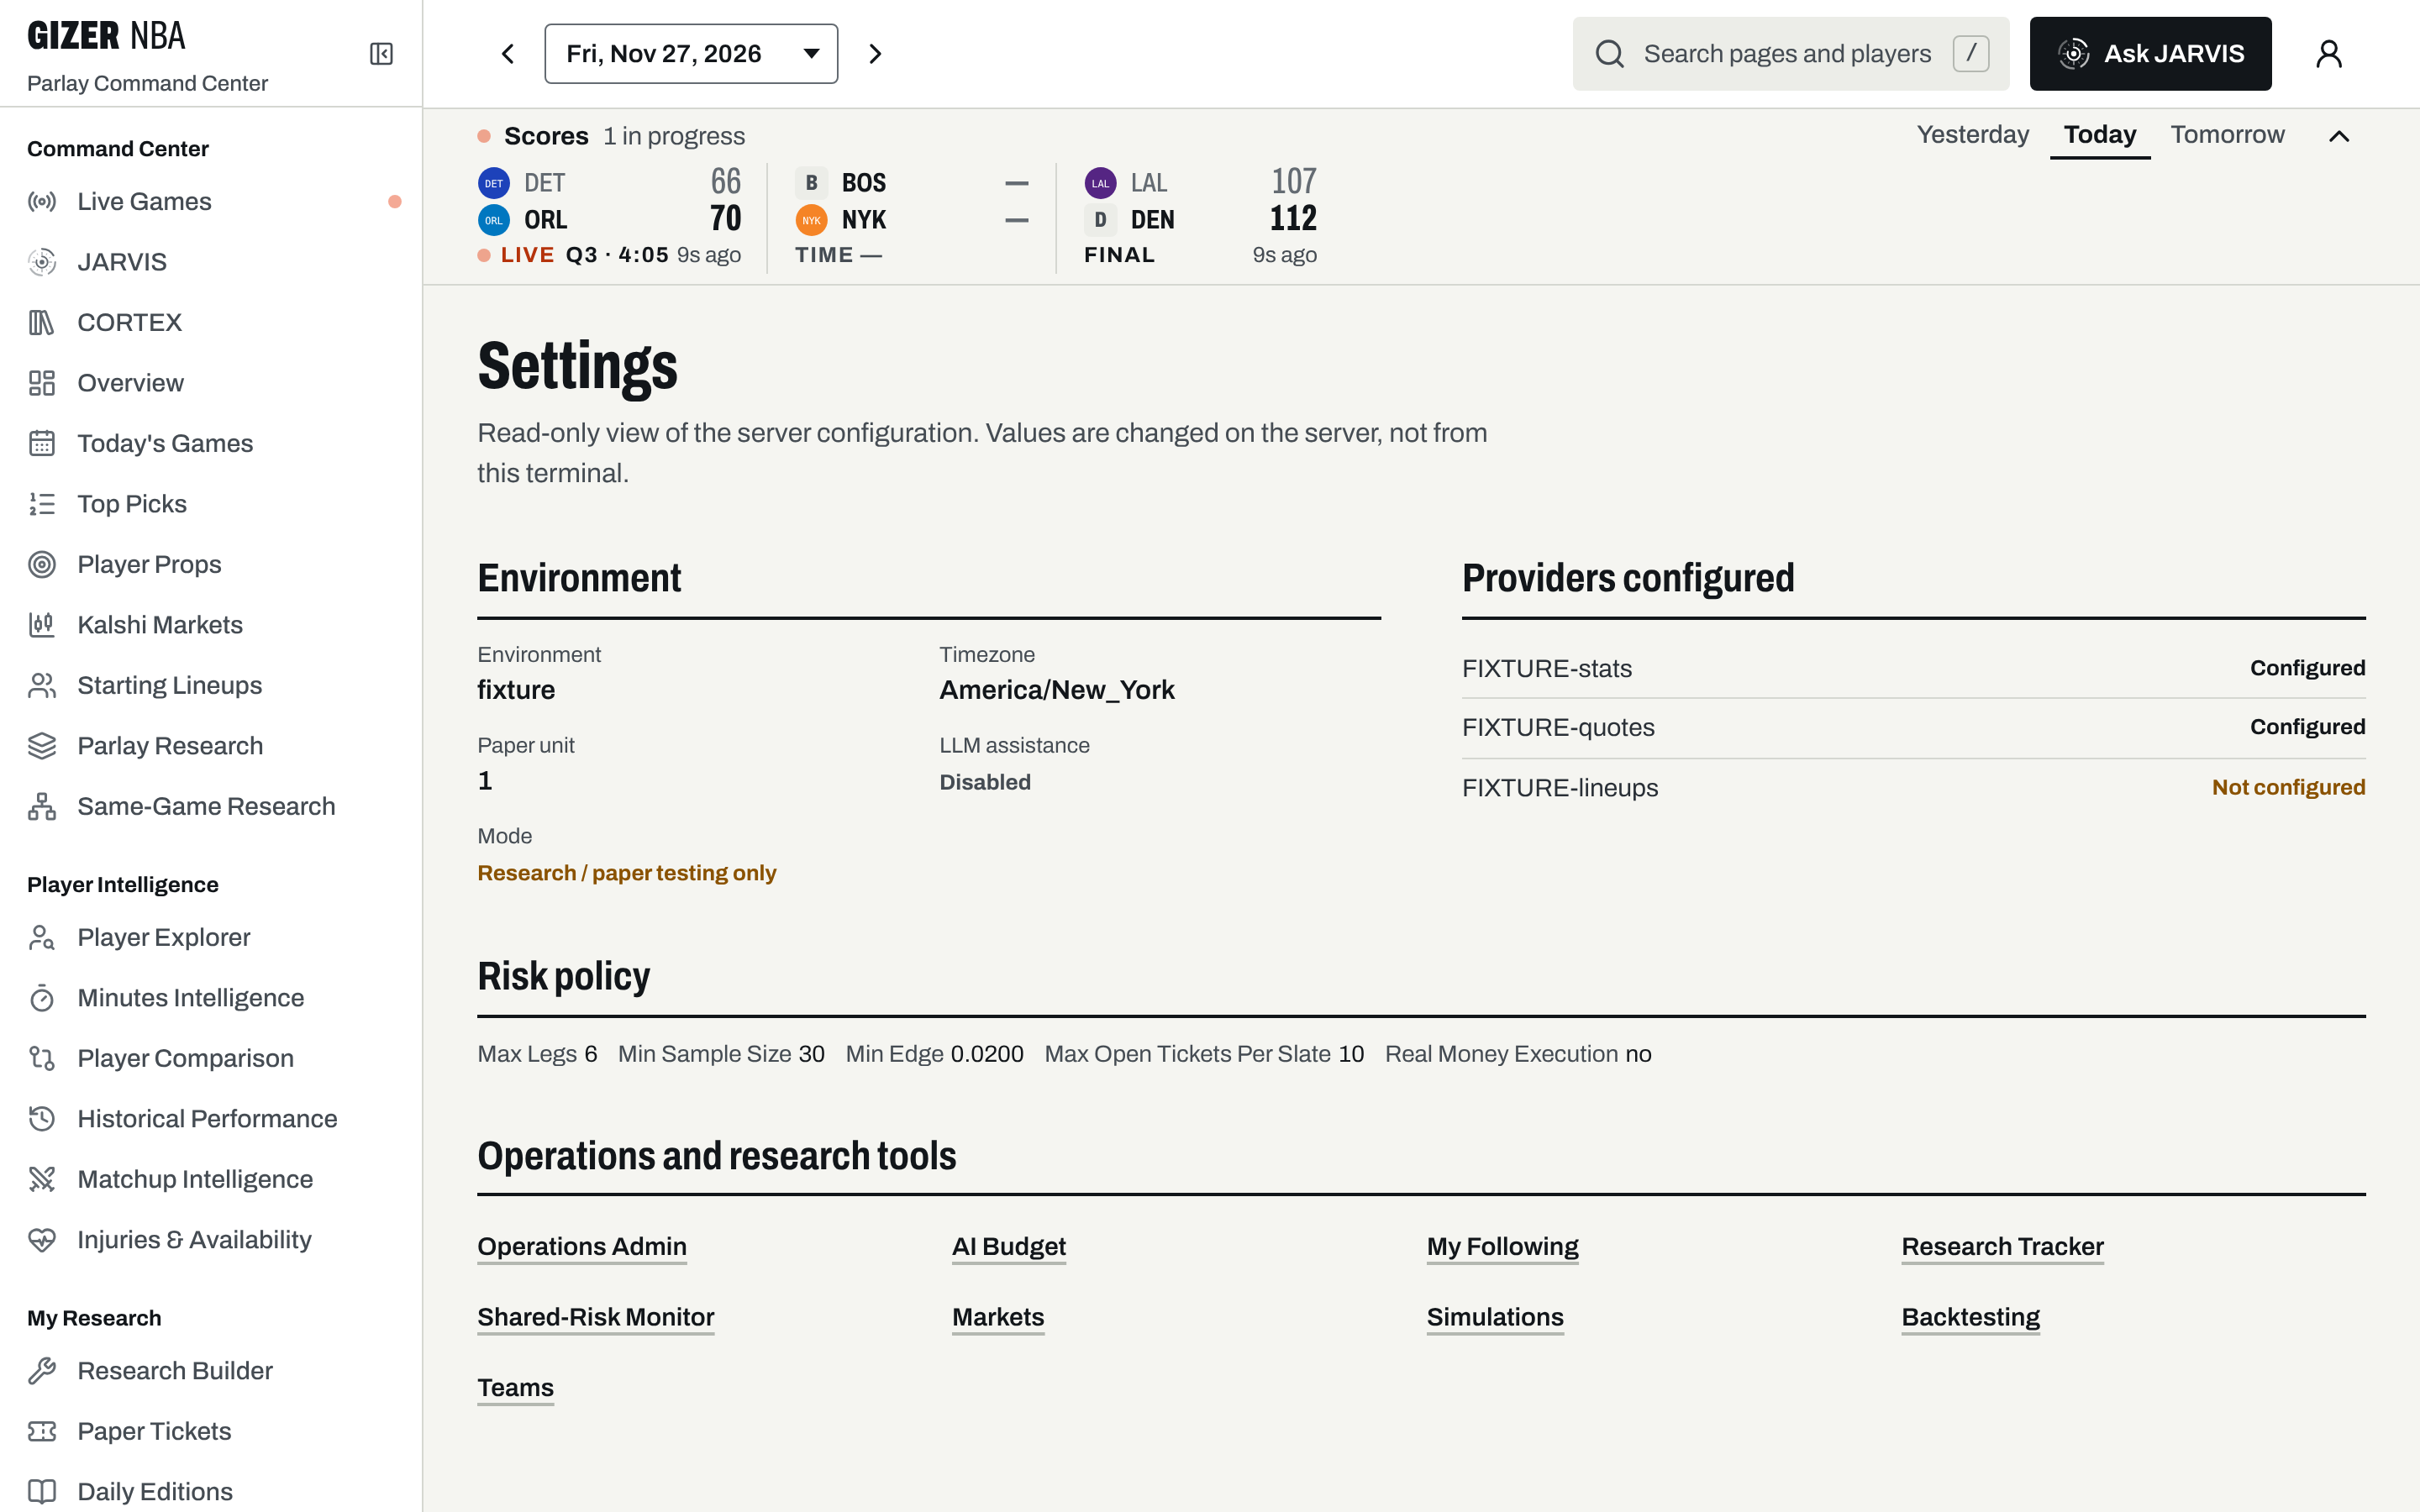 GIZER NBA
Parlay Command Center
Fri, Nov 27, 2026
Search pages and players /
Ask JARVIS
Command Center
Live Games
JARVIS
CORTEX
Overview
Today's Games
Top Picks
Player Props
Kalshi Markets
Starting Lineups
Parlay Research
Same-Game Research
Player Intelligence
Player Explorer
Minutes Intelligence
Player Comparison
Historical Performance
Matchup Intelligence
Injuries & Availability
My Research
Research Builder
Paper Tickets
Daily Editions
Scores 1 in progress
Yesterday Today Tomorrow
DET DET 66
ORL ORL 70
LIVE Q3 · 4:05 9s ago
B BOS —
NYK NYK —
TIME —
LAL LAL 107
D DEN 112
FINAL 9s ago
Settings
Read-only view of the server configuration. Values are changed on the server, not from
this terminal.
Environment
Environment
fixture
Timezone
America/New_York
Paper unit
1
LLM assistance
Disabled
Mode
Research / paper testing only
Providers configured
FIXTURE-stats Configured
FIXTURE-quotes Configured
FIXTURE-lineups Not configured
Risk policy
Max Legs 6 Min Sample Size 30 Min Edge 0.0200 Max Open Tickets Per Slate 10 Real Money Execution no
Operations and research tools
Operations Admin AI Budget My Following Research Tracker
Shared-Risk Monitor Markets Simulations Backtesting
Teams